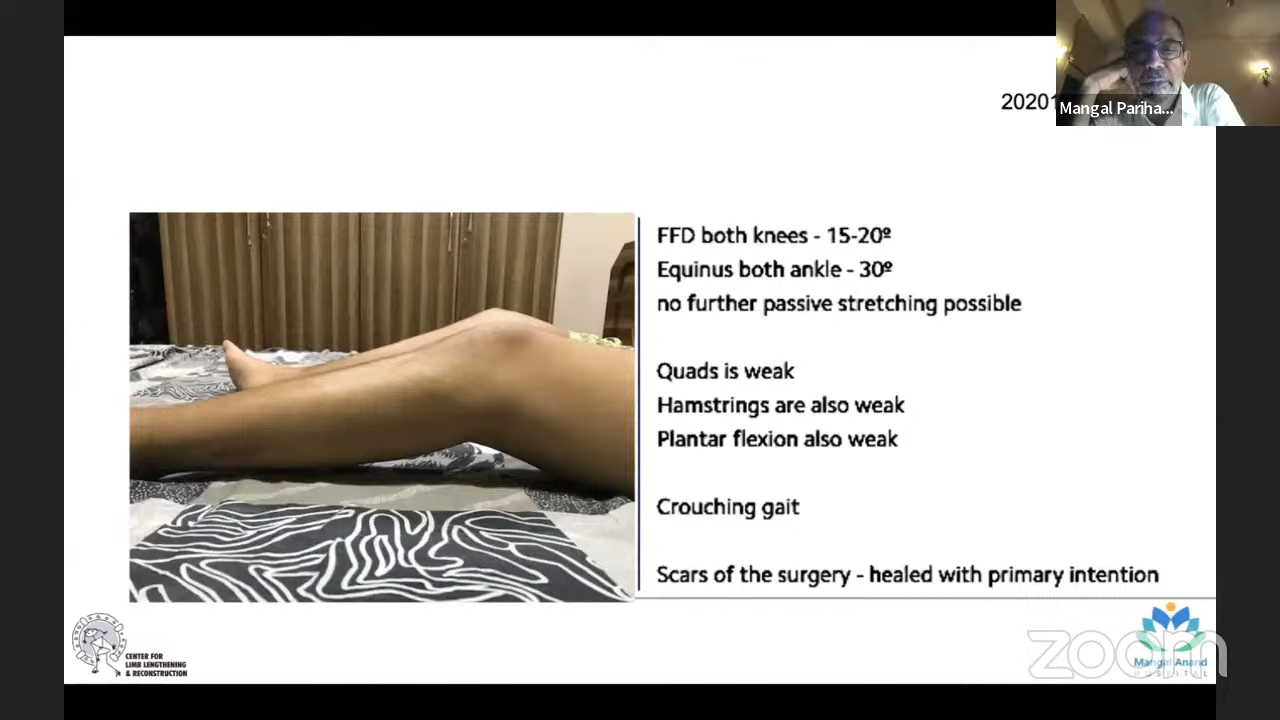 20201
Mangal Pariha...
FFD both knees - 15-20º
Equinus both ankle - 30º
no further passive stretching possible
Quads is weak
Hamstrings are also weak
Plantar flexion also weak
Crouching gait
Scars of the surgery - healed with primary intention
CENTER FOR
LIMB LENGTHENING
& RECONSTRUCTION
zoom
Mangal Anand
HOSPITAL